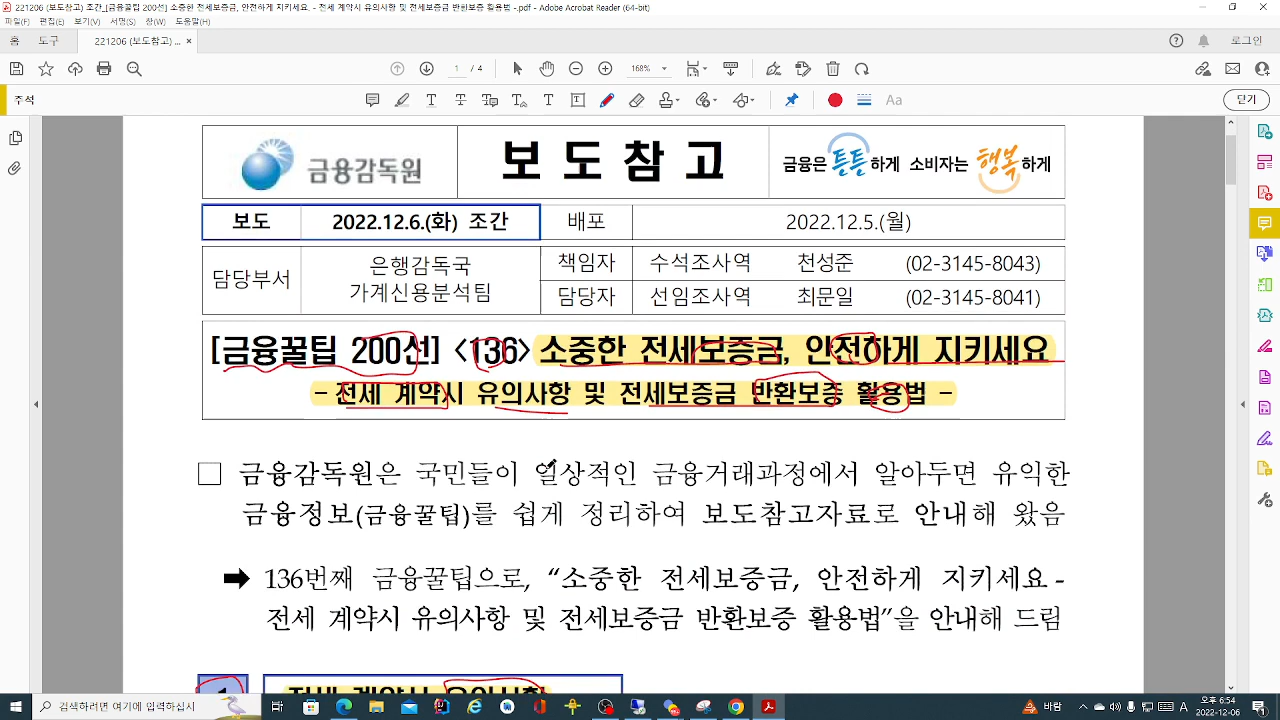 221206 (보도참고) 조간_[금융꿀팁 200선] 소중한 전세보증금, 안전하게 지키세요. - 전세 계약시 유의사항 및 전세보증금 반환보증 활용법 -.pdf - Adobe Acrobat Reader (64-bit)
파일(F) 편집(E) 보기(V) 서명(S) 창(W) 도움말(H)
홈 도구 221206 (보도참고) ... × 로그인
1 / 4 168%
주석 Aa 닫기
금융감독원 보 도 참 고 금융은 튼튼하게 소비자는 행복하게
보도 2022.12.6.(화) 조간 배포 2022.12.5.(월)
담당부서 은행감독국 가계신용분석팀 책임자 수석조사역 천성준 (02-3145-8043)
담당자 선임조사역 최문일 (02-3145-8041)
[금융꿀팁 200선] <136> 소중한 전세보증금, 안전하게 지키세요
- 전세 계약시 유의사항 및 전세보증금 반환보증 활용법 -
□ 금융감독원은 국민들이 일상적인 금융거래과정에서 알아두면 유익한
금융정보(금융꿀팁)를 쉽게 정리하여 보도참고자료로 안내해 왔음
➡ 136번째 금융꿀팁으로, “소중한 전세보증금, 안전하게 지키세요 -
전세 계약시 유의사항 및 전세보증금 반환보증 활용법”을 안내해 드림
1 전세 계약시 유의사항
검색하려면 여기에 입력하십시 바밤 A 오후 6:54
2022-12-05